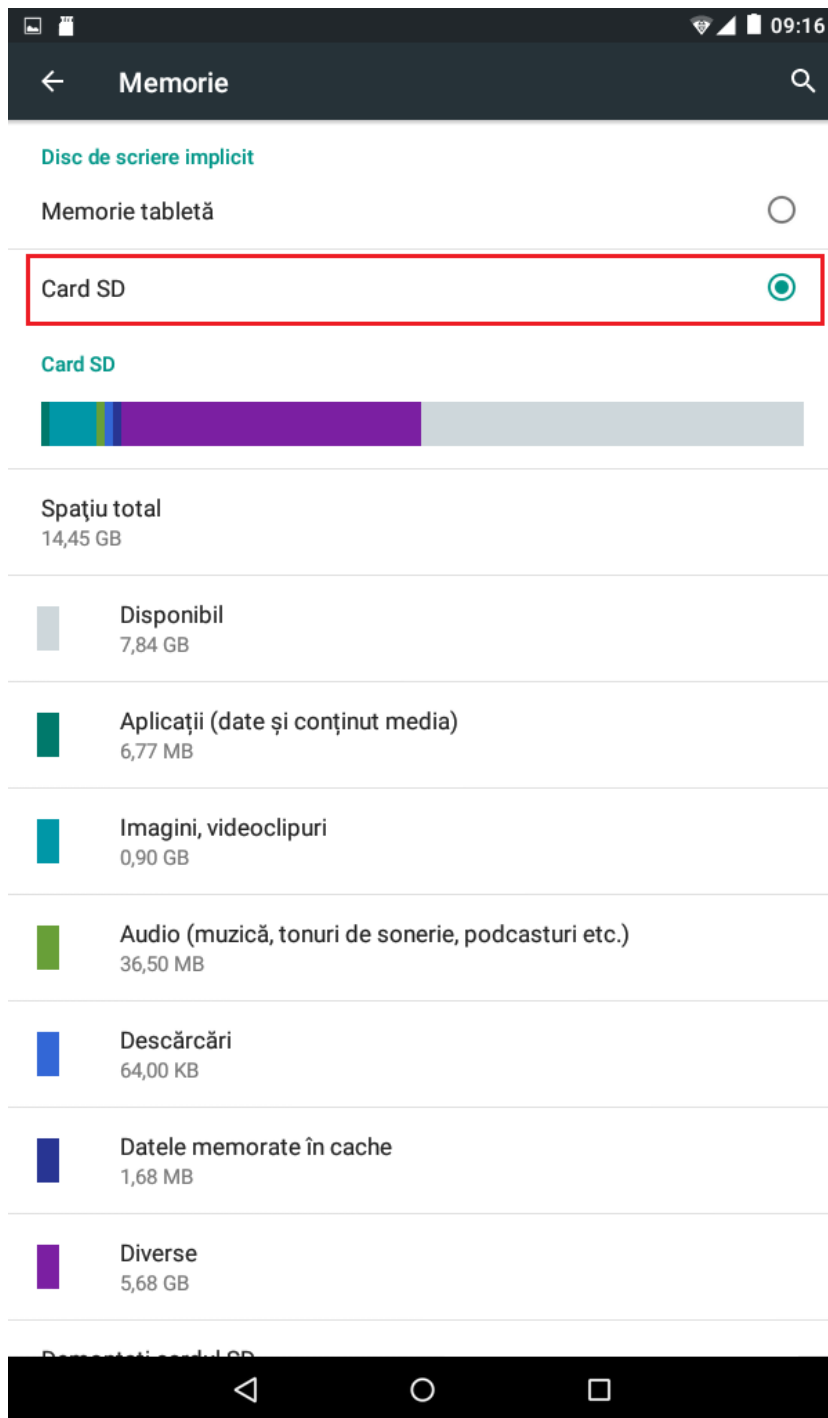 09:16
Memorie
Disc de scriere implicit
Memorie tabletă
Card SD
Card SD
Spaţiu total
14,45 GB
Disponibil
7,84 GB
Aplicații (date și conținut media)
6,77 MB
Imagini, videoclipuri
0,90 GB
Audio (muzică, tonuri de sonerie, podcasturi etc.)
36,50 MB
Descărcări
64,00 KB
Datele memorate în cache
1,68 MB
Diverse
5,68 GB